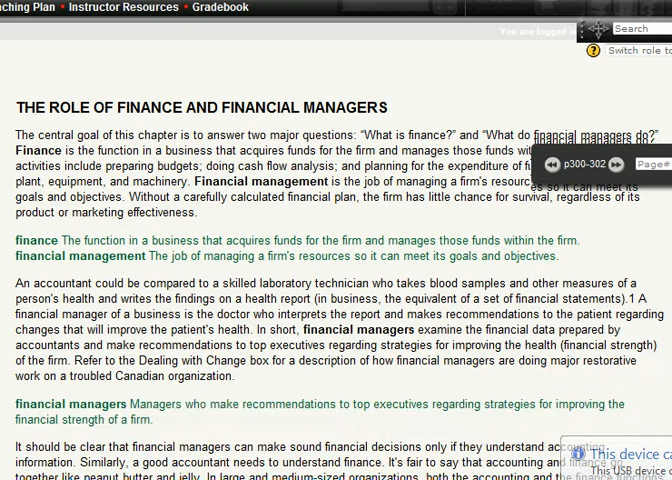 ching Plan • Instructor Resources • Gradebook
You are logged in
Search
Switch role to
THE ROLE OF FINANCE AND FINANCIAL MANAGERS
The central goal of this chapter is to answer two major questions: “What is finance?” and “What do financial managers do?”
Finance is the function in a business that acquires funds for the firm and manages those funds wit
activities include preparing budgets; doing cash flow analysis; and planning for the expenditure of fu
p300-302
Page#
plant, equipment, and machinery. Financial management is the job of managing a firm's resources so it can meet its
goals and objectives. Without a carefully calculated financial plan, the firm has little chance for survival, regardless of its
product or marketing effectiveness.
finance The function in a business that acquires funds for the firm and manages those funds within the firm.
financial management The job of managing a firm's resources so it can meet its goals and objectives.
An accountant could be compared to a skilled laboratory technician who takes blood samples and other measures of a
person's health and writes the findings on a health report (in business, the equivalent of a set of financial statements).1 A
financial manager of a business is the doctor who interprets the report and makes recommendations to the patient regarding
changes that will improve the patient's health. In short, financial managers examine the financial data prepared by
accountants and make recommendations to top executives regarding strategies for improving the health (financial strength)
of the firm. Refer to the Dealing with Change box for a description of how financial managers are doing major restorative
work on a troubled Canadian organization.
financial managers Managers who make recommendations to top executives regarding strategies for improving the
financial strength of a firm.
It should be clear that financial managers can make sound financial decisions only if they understand accounting
information. Similarly, a good accountant needs to understand finance. It's fair to say that accounting and finance go
together like peanut butter and jelly. In large and medium-sized organizations, both the accounting and the finance functions
This device ca
This USB device c